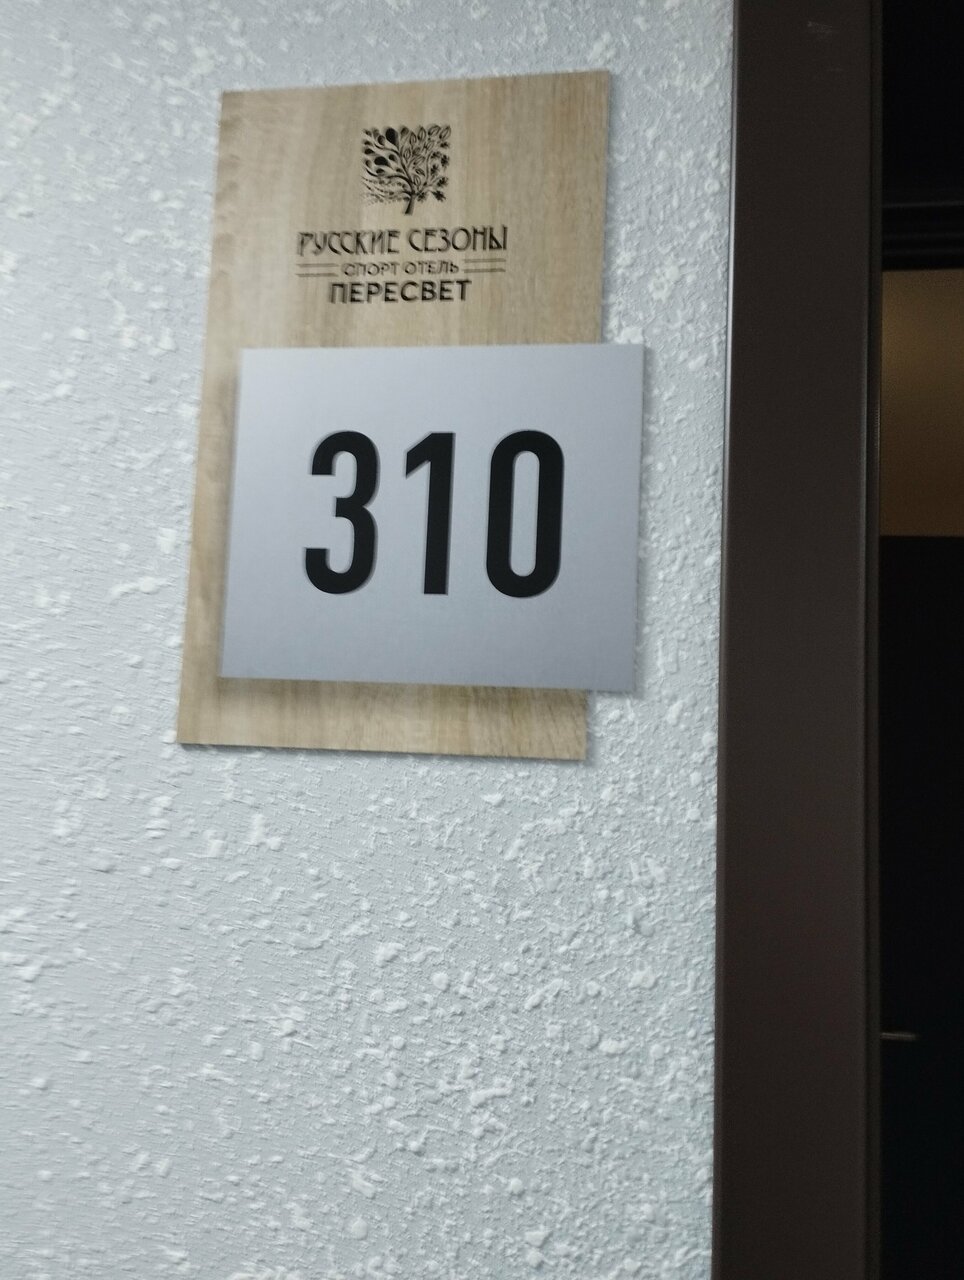 РУССКИЕ СЕЗОНЫ
СПОРТ ОТЕЛЬ
ПЕРЕСВЕТ
310